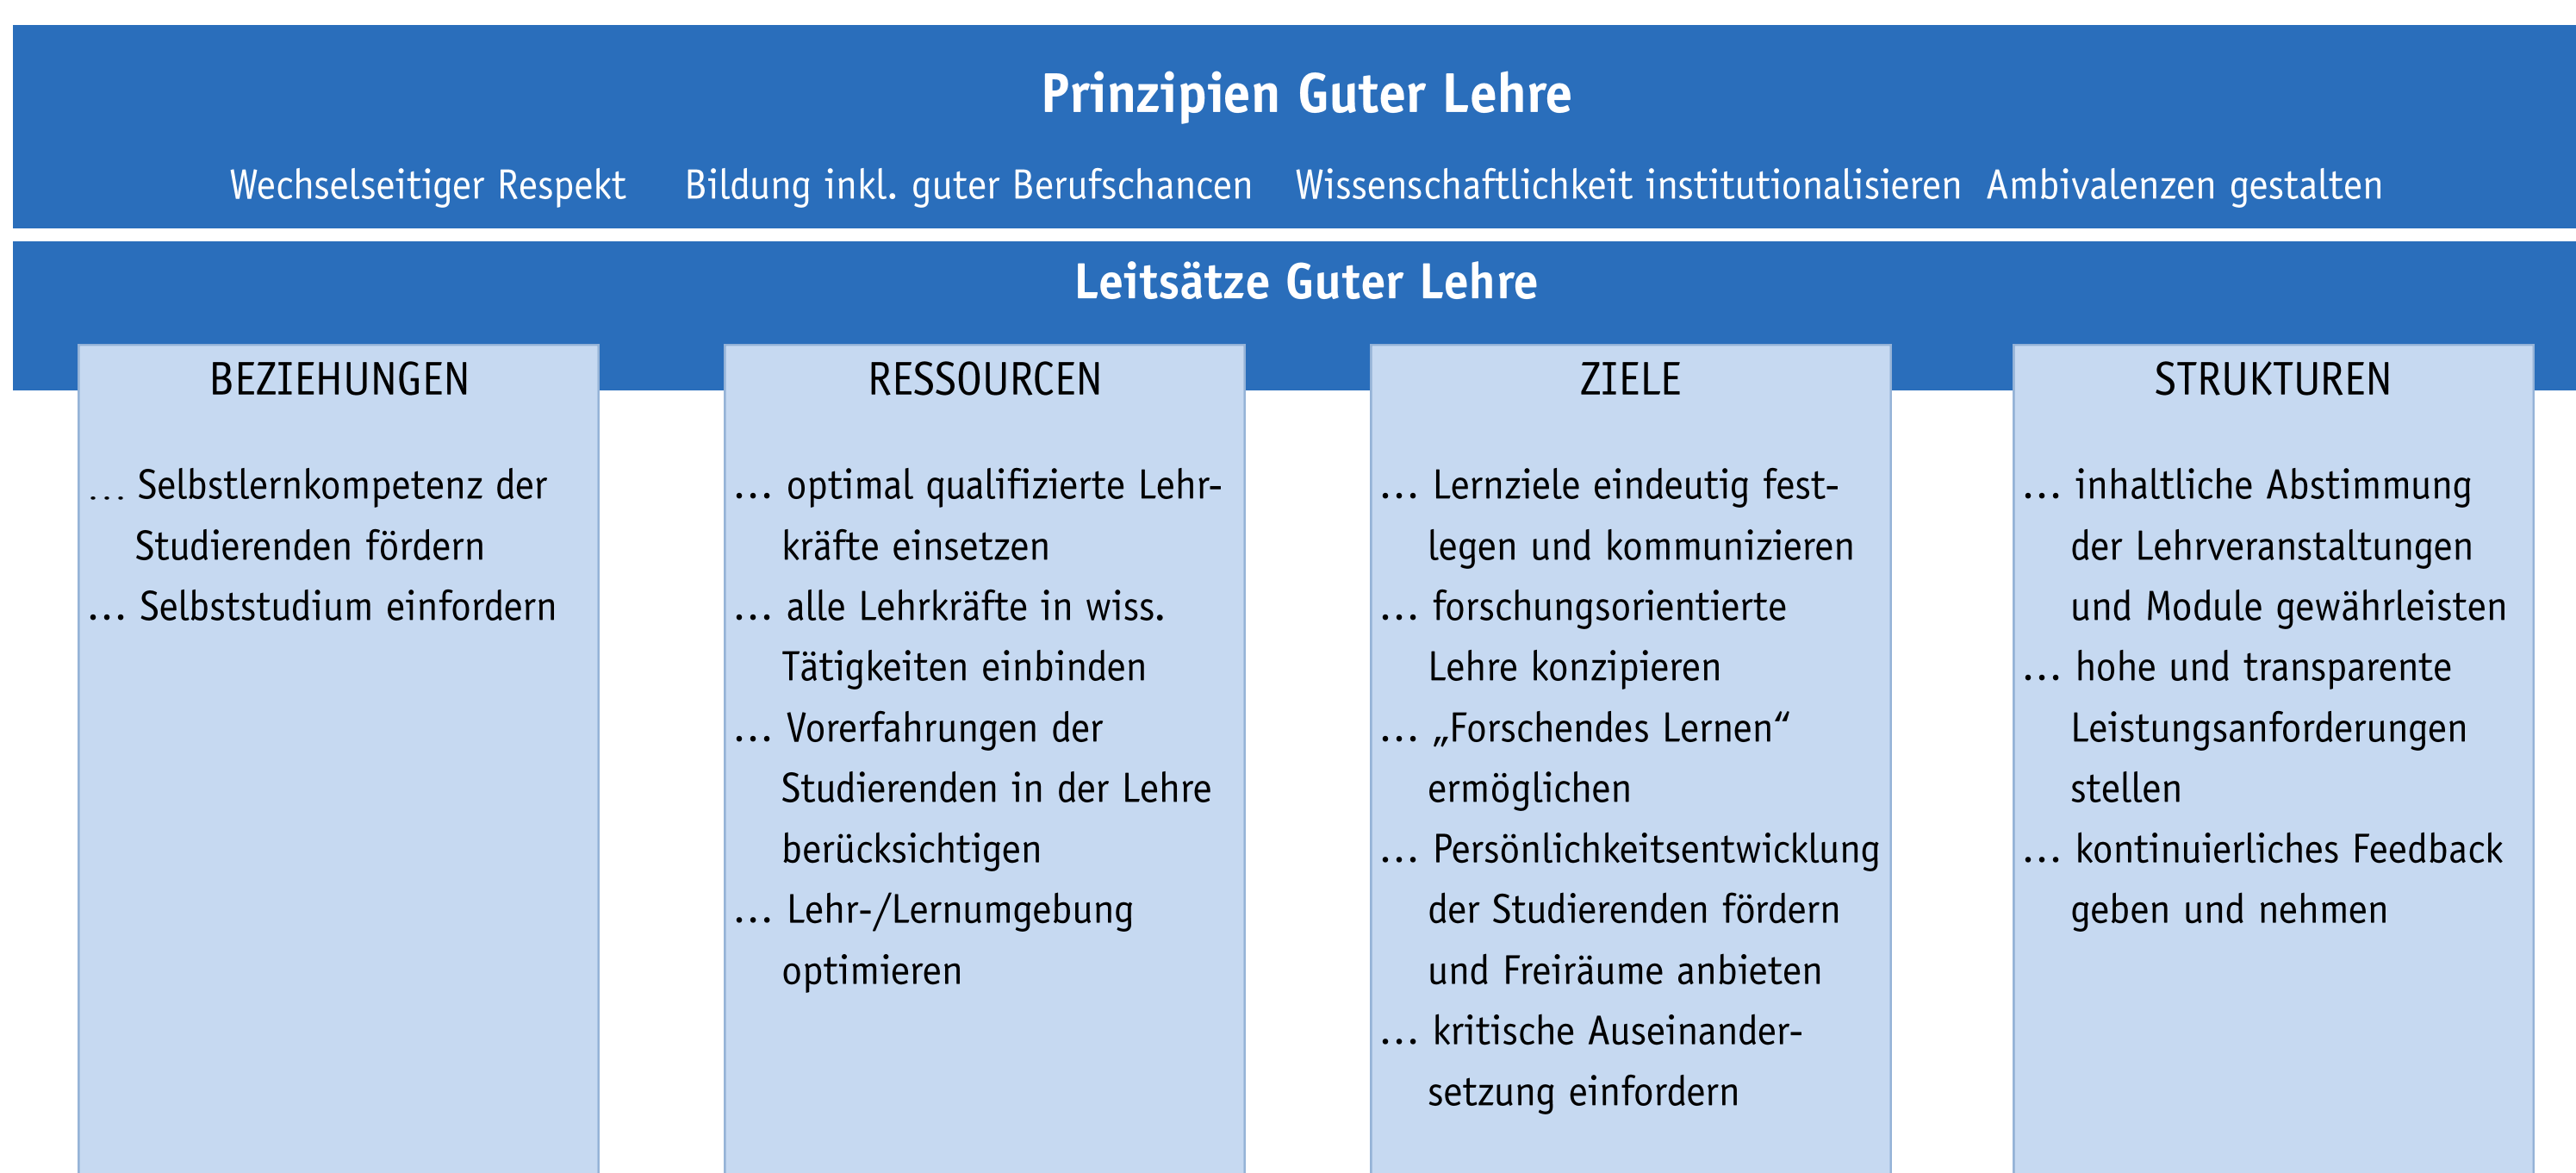 Prinzipien Guter Lehre
Wechselseitiger Respekt Bildung inkl. guter Berufschancen Wissenschaftlichkeit institutionalisieren Ambivalenzen gestalten
Leitsätze Guter Lehre
BEZIEHUNGEN
... Selbstlernkompetenz der
Studierenden fördern
... Selbststudium einfordern
RESSOURCEN
... optimal qualifizierte Lehr-
kräfte einsetzen
... alle Lehrkräfte in wiss.
Tätigkeiten einbinden
... Vorerfahrungen der
Studierenden in der Lehre
berücksichtigen
... Lehr-/Lernumgebung
optimieren
ZIELE
... Lernziele eindeutig fest-
legen und kommunizieren
... forschungsorientierte
Lehre konzipieren
... „Forschendes Lernen“
ermöglichen
... Persönlichkeitsentwicklung
der Studierenden fördern
und Freiräume anbieten
... kritische Auseinander-
setzung einfordern
STRUKTUREN
... inhaltliche Abstimmung
der Lehrveranstaltungen
und Module gewährleisten
... hohe und transparente
Leistungsanforderungen
stellen
... kontinuierliches Feedback
geben und nehmen